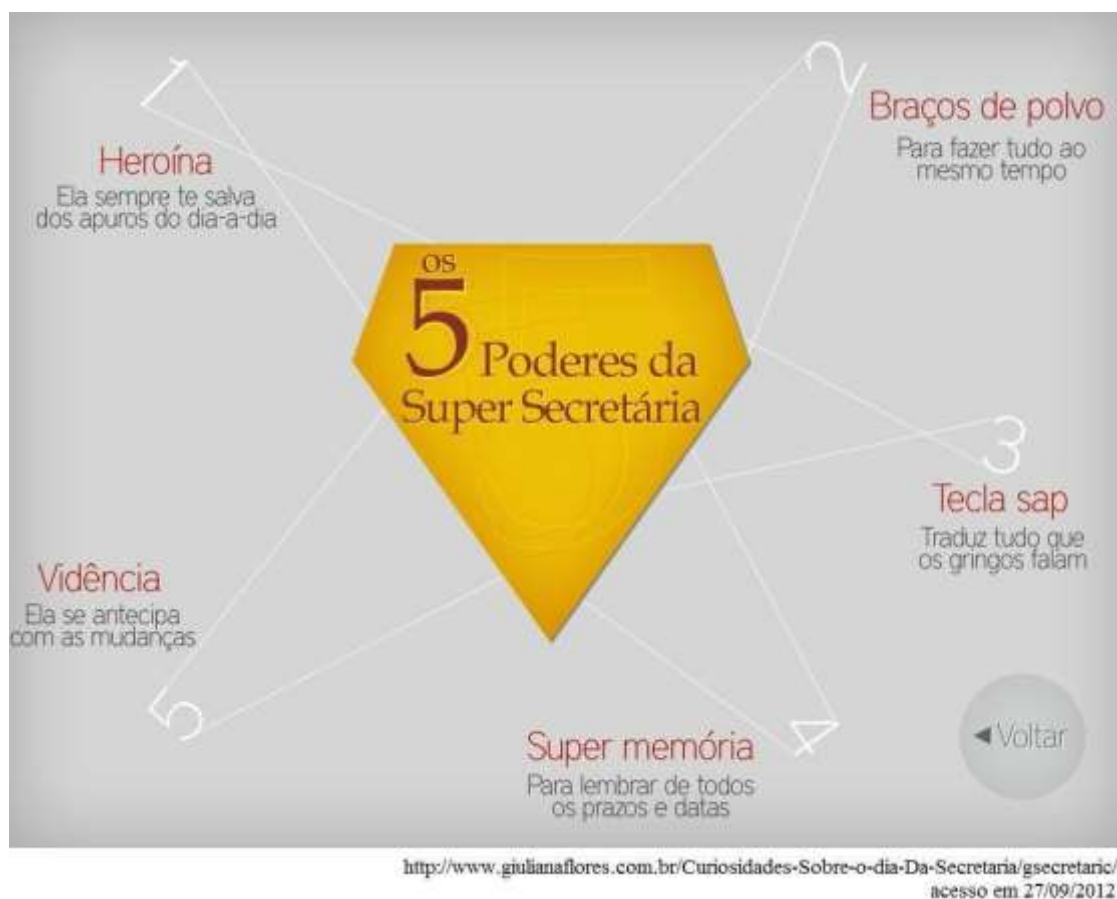 1
Heroína
Ela sempre te salva
dos apuros do dia-a-dia
2
Braços de polvo
Para fazer tudo ao
mesmo tempo
os
5 Poderes da
Super Secretária
3
Tecla sap
Traduz tudo que
os gringos falam
4
Super memória
Para lembrar de todos
os prazos e datas
5
Vidência
Ela se antecipa
com as mudanças
Voltar
http://www.giulianaflores.com.br/Curiosidades-Sobre-o-dia-Da-Secretaria/gsecretaric/
acesso em 27/09/2012